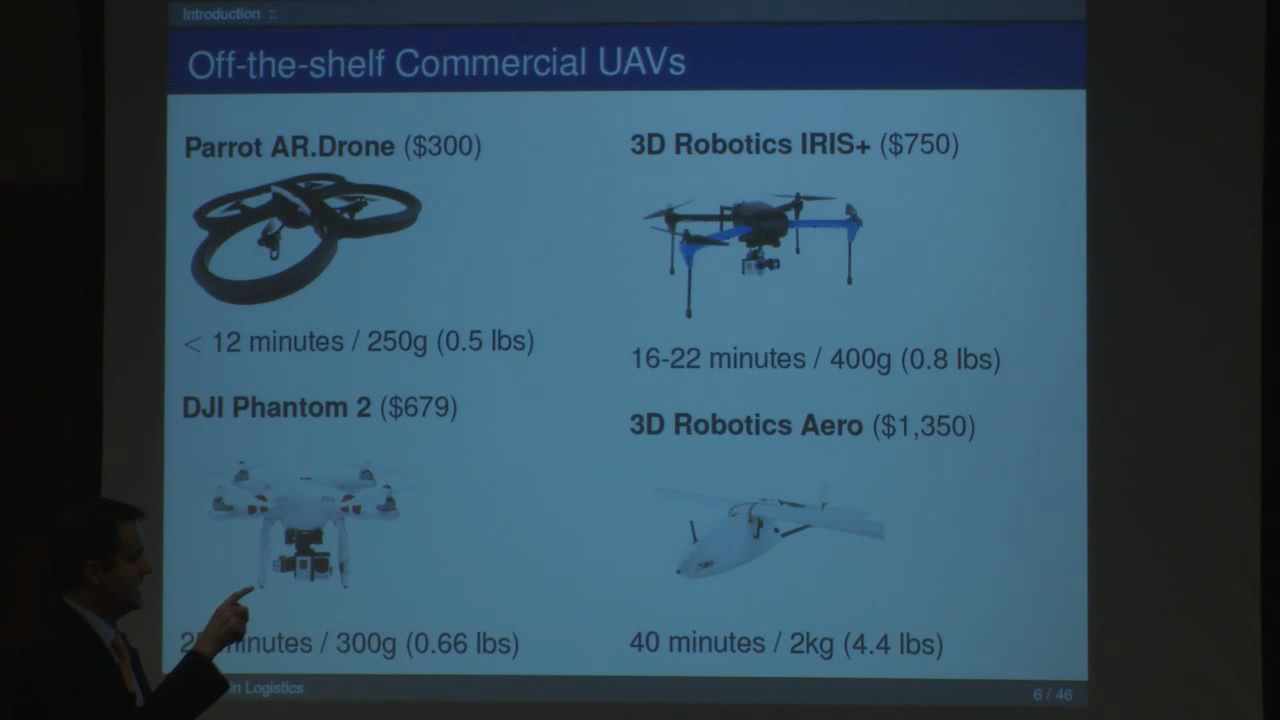 Introduction ::
Off-the-shelf Commercial UAVs
Parrot AR.Drone ($300)
< 12 minutes / 250g (0.5 lbs)
DJI Phantom 2 ($679)
/ 300g (0.66 lbs)
3D Robotics IRIS+ ($750)
16-22 minutes / 400g (0.8 lbs)
3D Robotics Aero ($1,350)
40 minutes / 2kg (4.4 lbs)
in Logistics
6 / 46